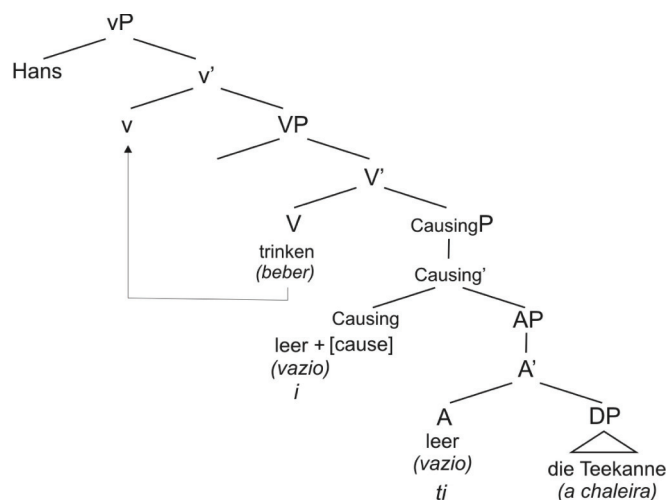 vP
Hans
v'
v
VP
V'
V
CausingP
trinken
(beber)
Causing'
Causing
AP
leer + [cause]
(vazio)
i
A'
A
DP
leer
(vazio)
die Teekanne
(a chaleira)
ti